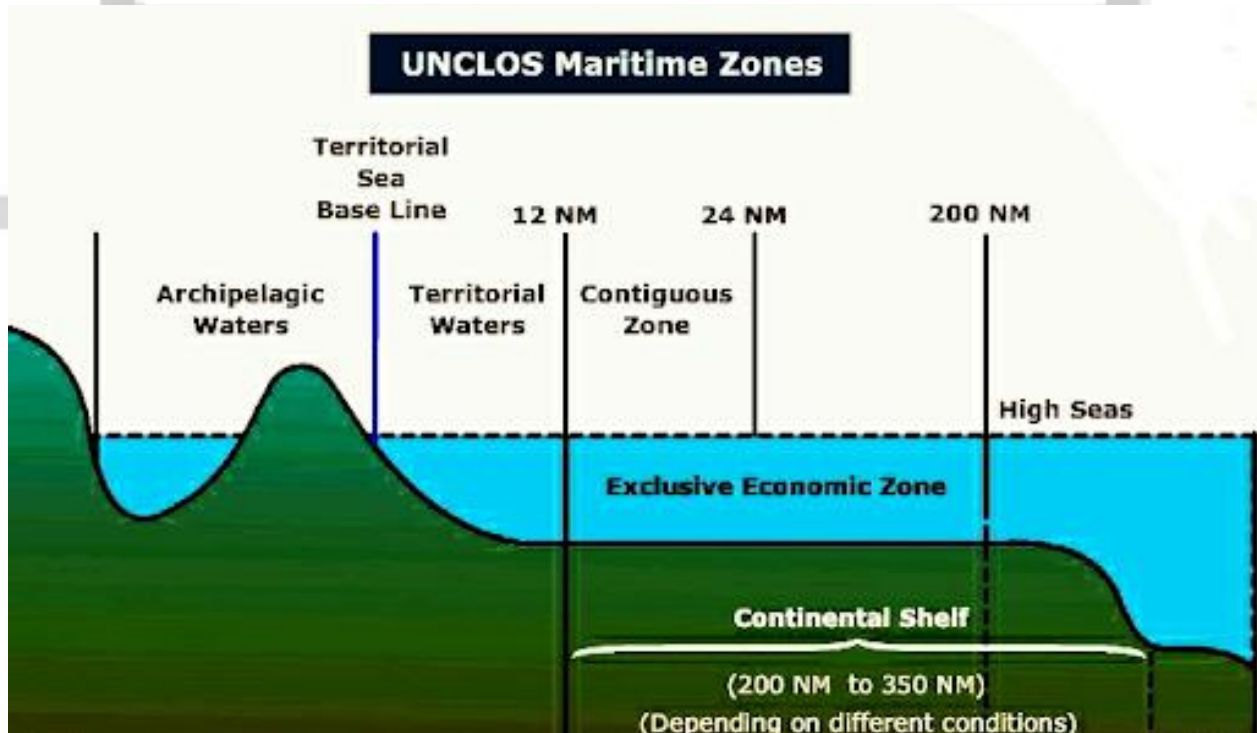 UNCLOS Maritime Zones
Territorial
Sea
Base Line
12 NM
24 NM
200 NM
Archipelagic
Waters
Territorial
Waters
Contiguous
Zone
High Seas
Exclusive Economic Zone
Continental Shelf
(200 NM to 350 NM)
(Depending on different conditions)